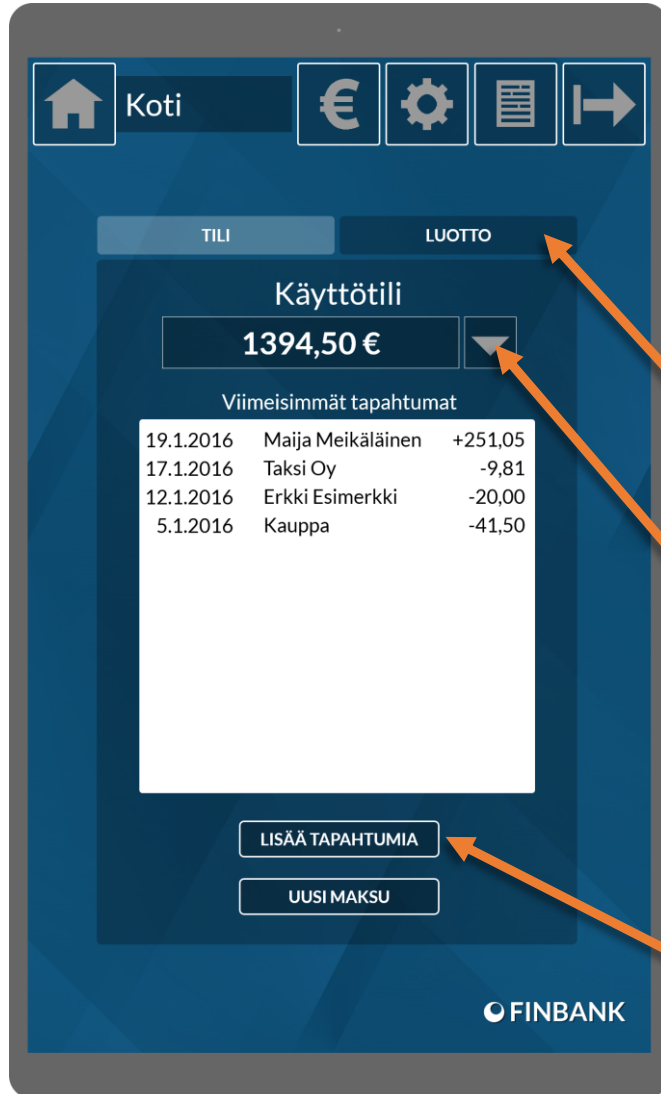 Koti
€
TILI
LUOTTO
Käyttötili
1394,50 €
Viimeisimmät tapahtumat
19.1.2016 Maija Meikäläinen +251,05
17.1.2016 Taksi Oy -9,81
12.1.2016 Erkki Esimerkki -20,00
5.1.2016 Kauppa -41,50
LISÄÄ TAPAHTUMIA
UUSI MAKSU
FINBANK